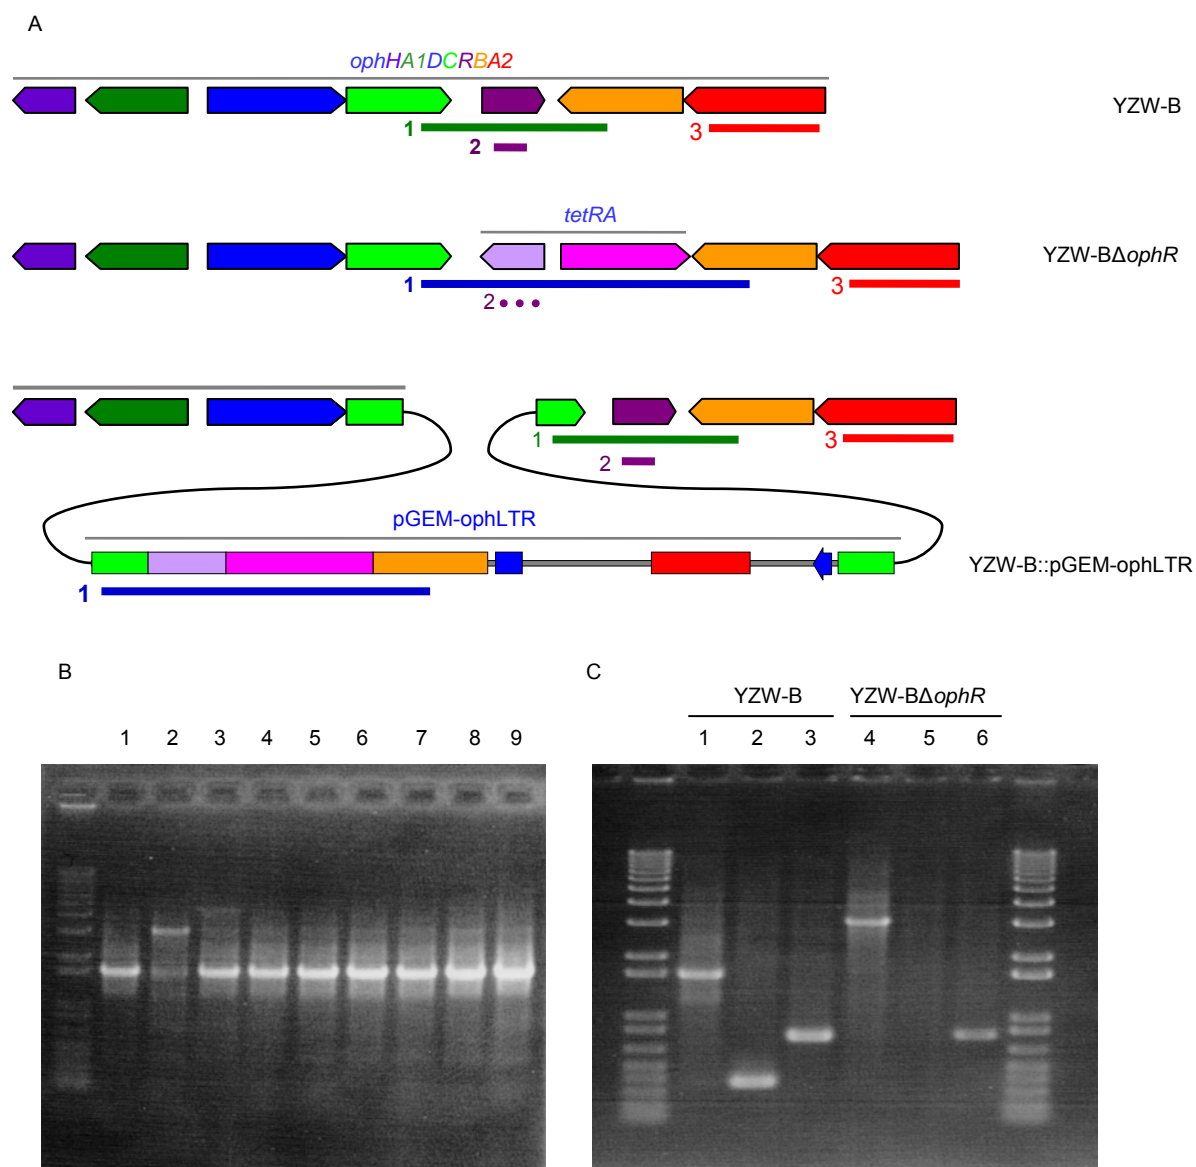 A
ophHA1DCRBA2
YZW-B
1
3
2
tetRA
YZW-BΔophR
1
3
2
1
3
2
pGEM-ophLTR
YZW-B::pGEM-ophLTR
1
B
C
YZW-B
YZW-BΔophR
1 2 3 4 5 6 7 8 9
1 2 3 4 5 6